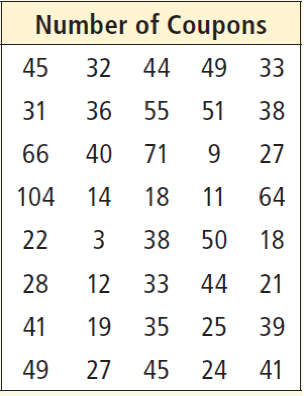 Number of Coupons
45 32 44 49 33
31 36 55 51 38
66 40 71 9 27
104 14 18 11 64
22 3 38 50 18
28 12 33 44 21
41 19 35 25 39
49 27 45 24 41